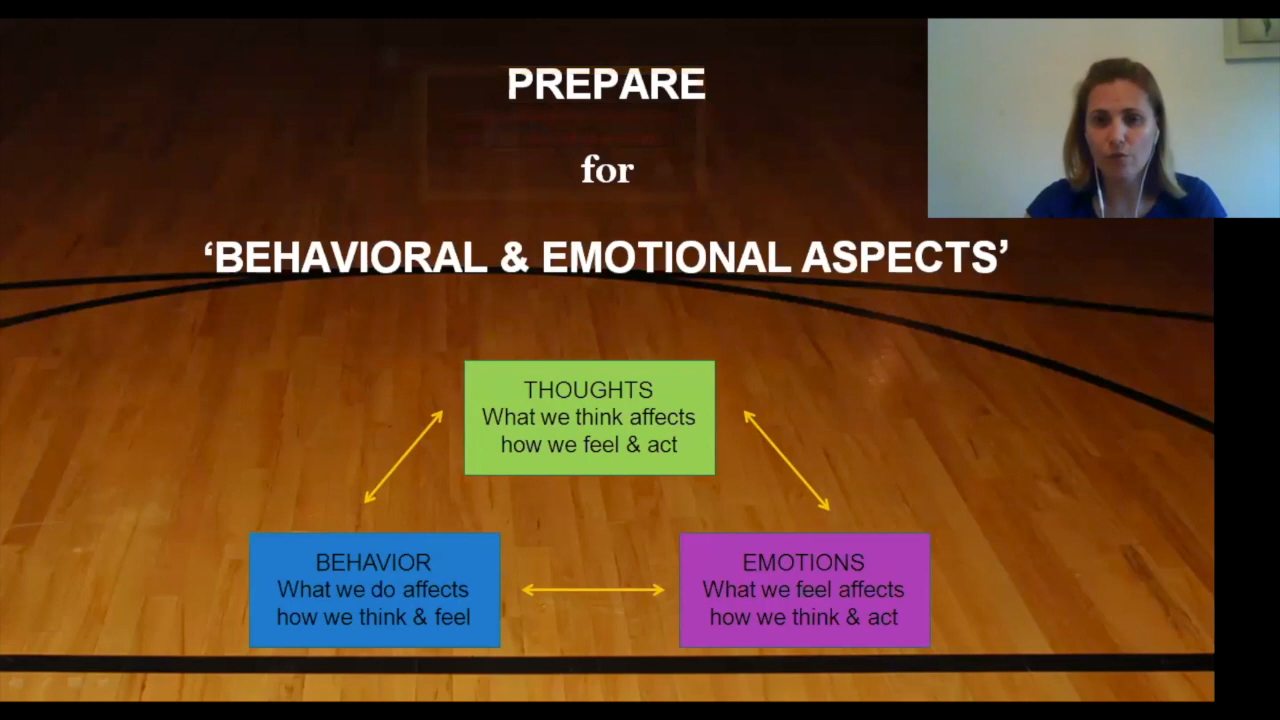 PREPARE
for
‘BEHAVIORAL & EMOTIONAL ASPECTS’
THOUGHTS
What we think affects
how we feel & act
BEHAVIOR
What we do affects
how we think & feel
EMOTIONS
What we feel affects
how we think & act